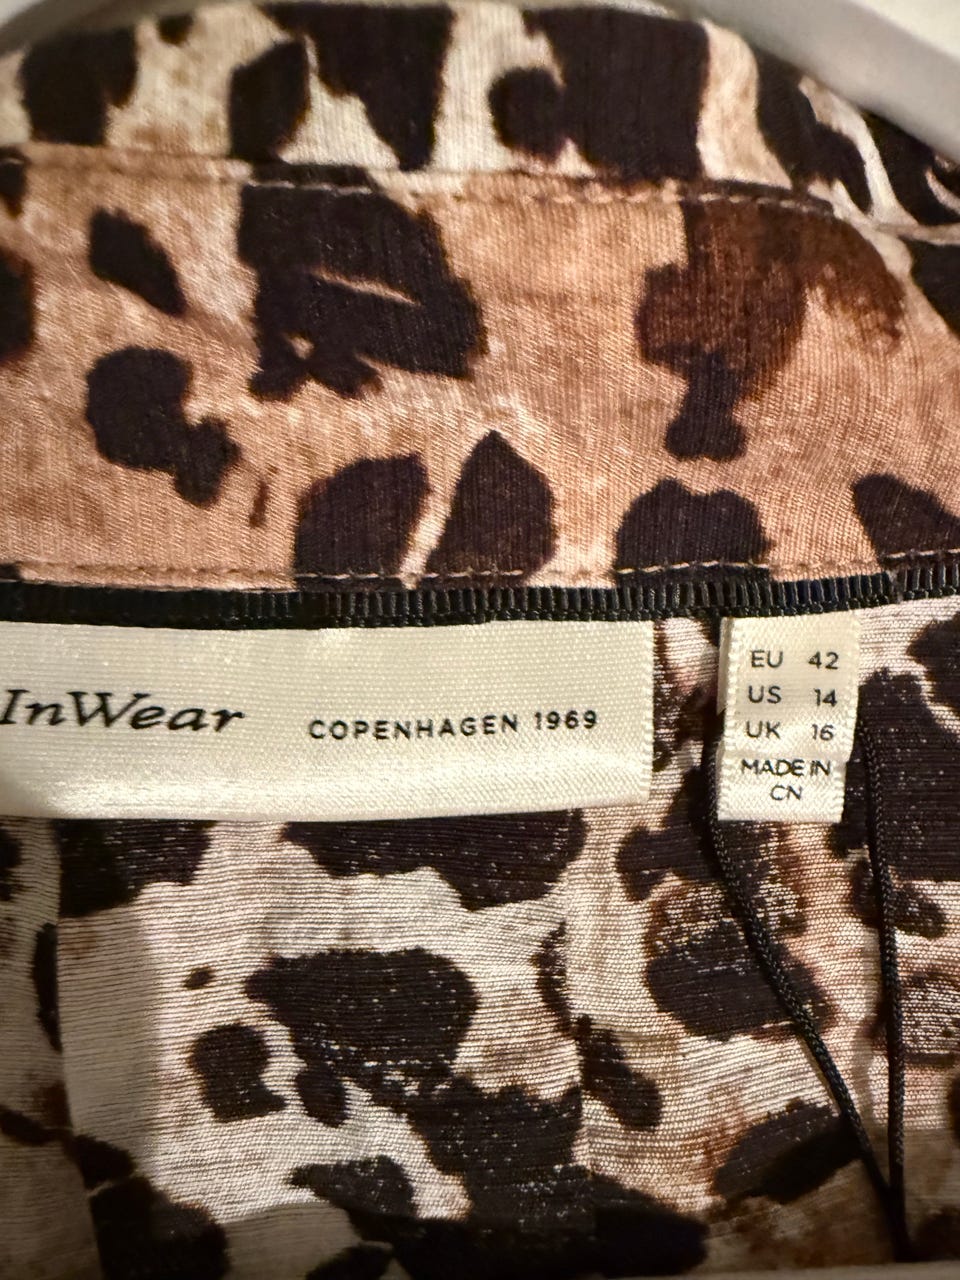 InWear COPENHAGEN 1969
EU 42
US 14
UK 16
MADE IN
CN